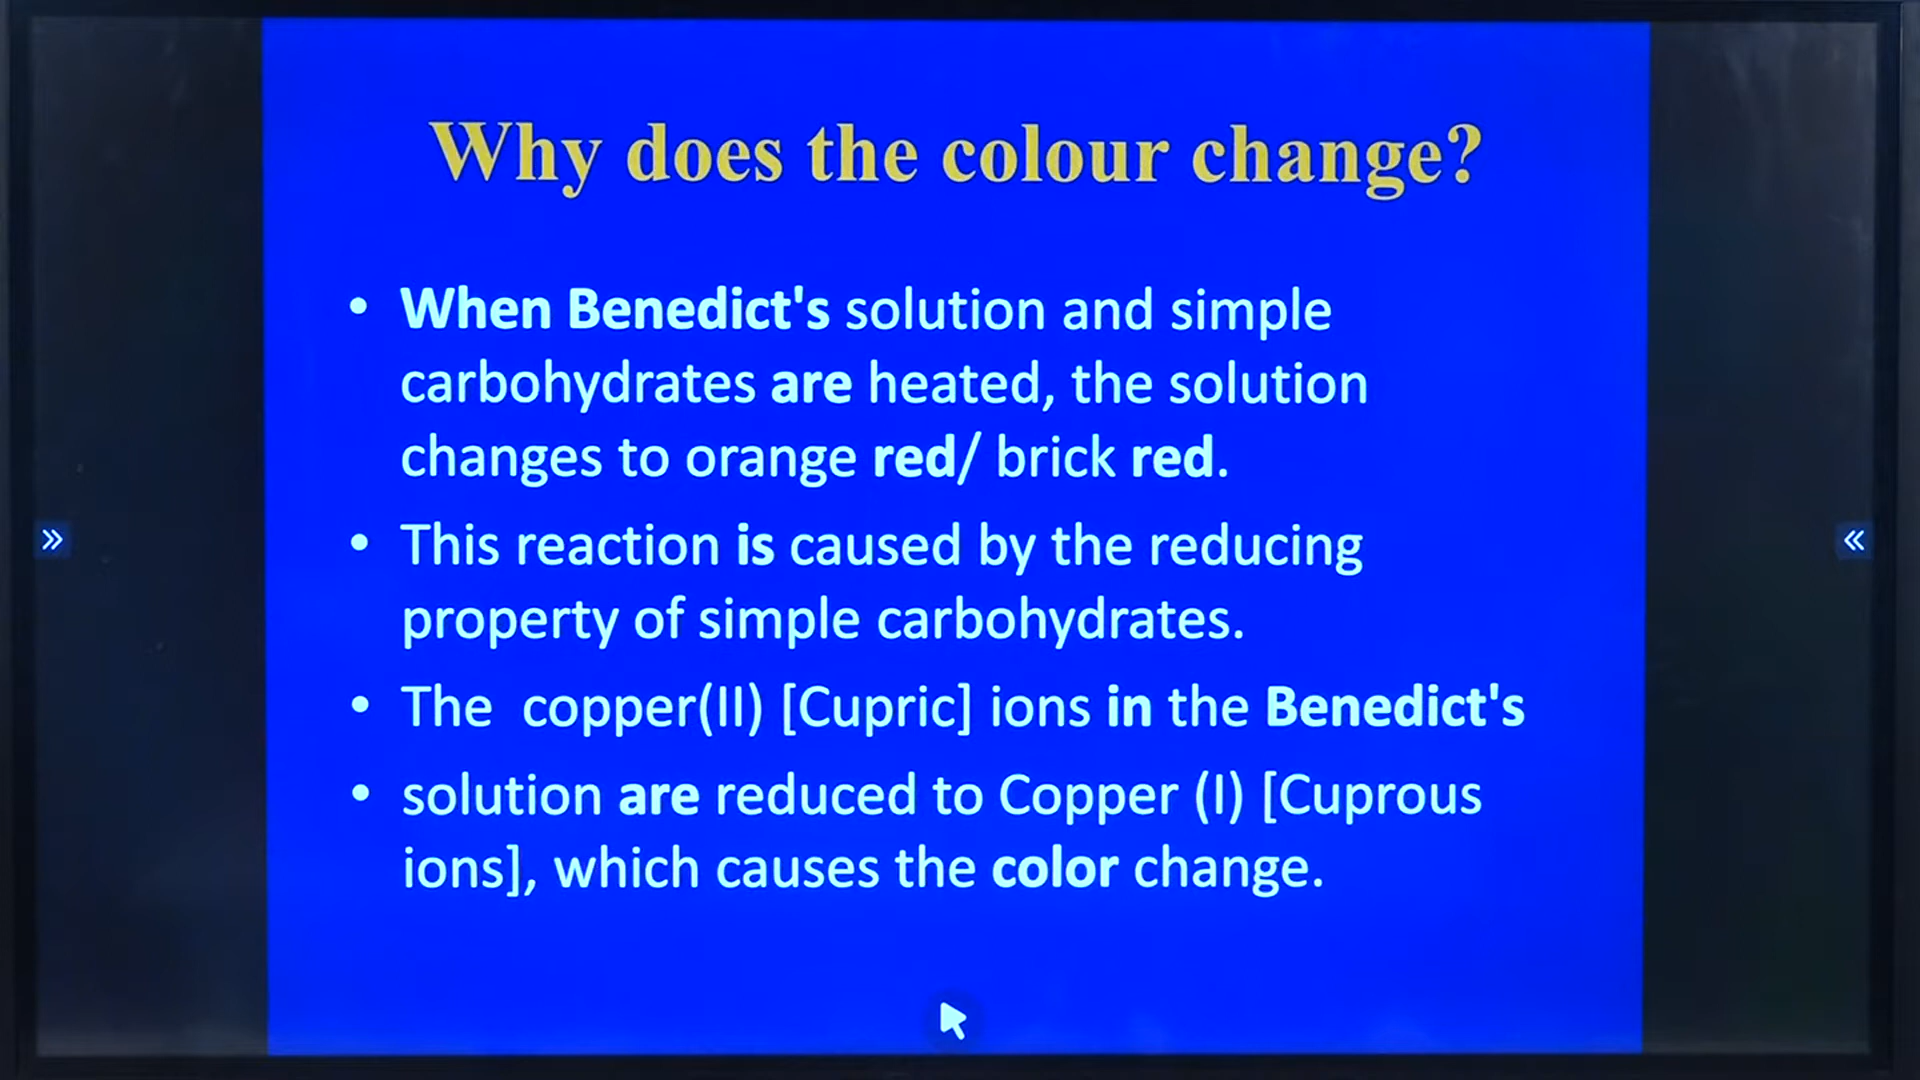 Why does the colour change?
• When Benedict's solution and simple
carbohydrates are heated, the solution
changes to orange red/ brick red.
• This reaction is caused by the reducing
property of simple carbohydrates.
• The  copper(II) [Cupric] ions in the Benedict's
• solution are reduced to Copper (I) [Cuprous
ions], which causes the color change.